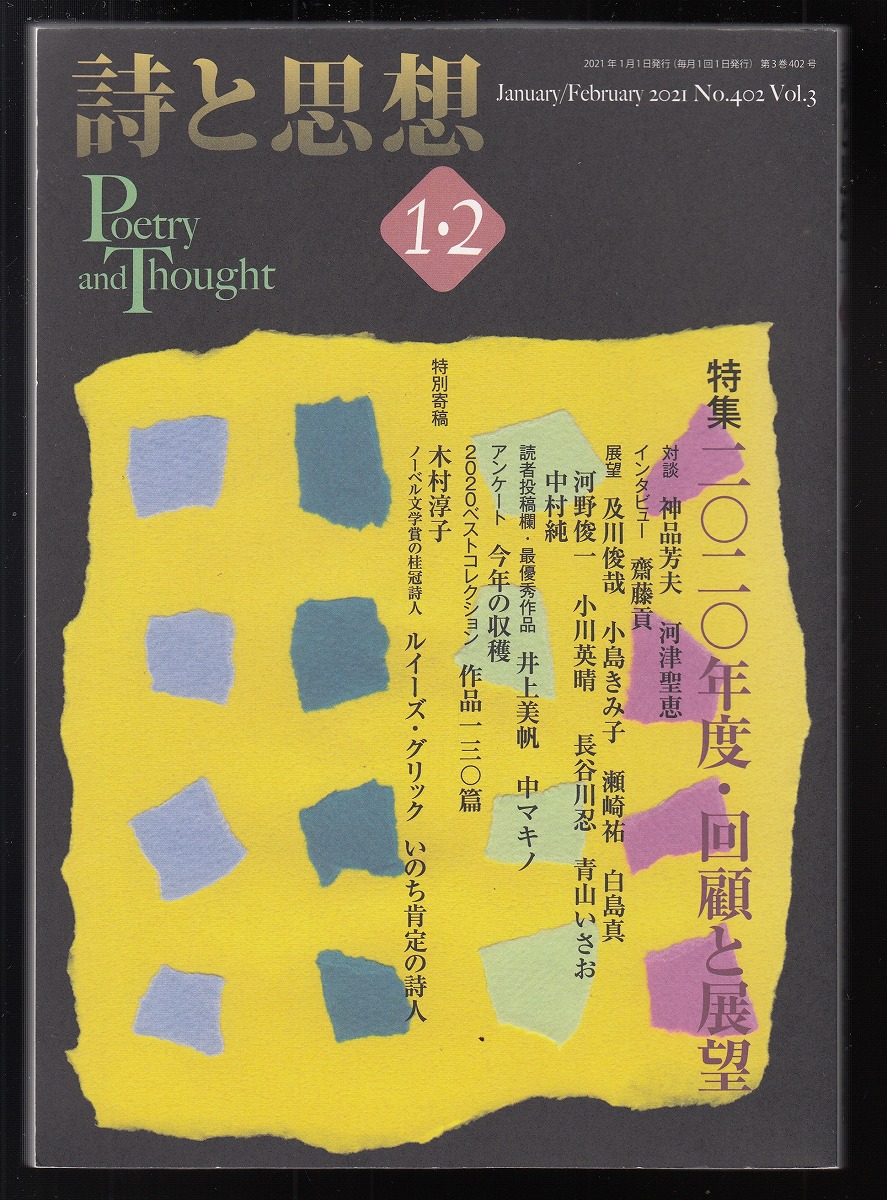 詩と思想
2021年1月1日発行（毎月1回1日発行） 第3巻402号
January/February 2021 No.402 Vol.3
Poetry
and Thought
1・2
特集 二〇二〇年度・回顧と展望
対談 神品芳夫 河津聖恵
インタビュー 齋藤貢
展望 及川俊哉 小島きみ子 瀬崎祐 白島真
河野俊一 小川英晴 長谷川忍 青山いさお
中村純
読者投稿欄・最優秀作品 井上美帆 中マキノ
アンケート 今年の収穫
2020ベストコレクション 作品一三〇篇
特別寄稿 木村淳子
ノーベル文学賞の桂冠詩人 ルイーズ・グリック いのち肯定の詩人